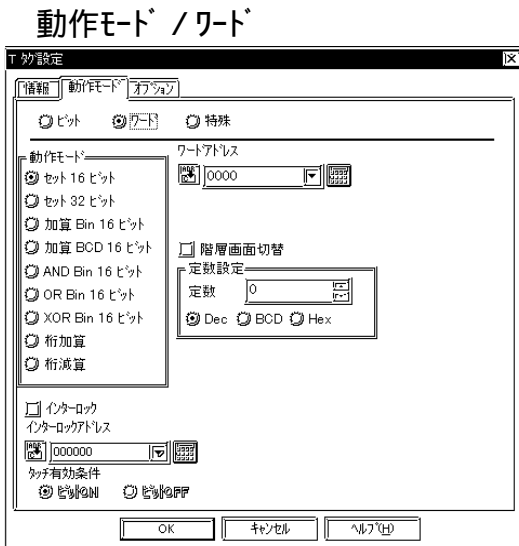 動作ﾓｰﾄﾞ / ﾜｰﾄﾞ
T ﾀｸﾞ設定
情報 動作ﾓｰﾄﾞ ｵﾌﾟｼｮﾝ
ﾋﾞｯﾄ ﾜｰﾄﾞ 特殊
動作ﾓｰﾄﾞ
ｾｯﾄ 16 ﾋﾞｯﾄ
ｾｯﾄ 32 ﾋﾞｯﾄ
加算 Bin 16 ﾋﾞｯﾄ
加算 BCD 16 ﾋﾞｯﾄ
AND Bin 16 ﾋﾞｯﾄ
OR Bin 16 ﾋﾞｯﾄ
XOR Bin 16 ﾋﾞｯﾄ
桁加算
桁減算
ﾜｰﾄﾞｱﾄﾞﾚｽ
0000
階層画面切替
定数設定
定数 0
Dec BCD Hex
ｲﾝﾀｰﾛｯｸ
ｲﾝﾀｰﾛｯｸｱﾄﾞﾚｽ
000000
ﾀｯﾁ有効条件
ﾋﾞｯﾄON ﾋﾞｯﾄOFF
OK ｷｬﾝｾﾙ ﾍﾙﾌﾟ(H)